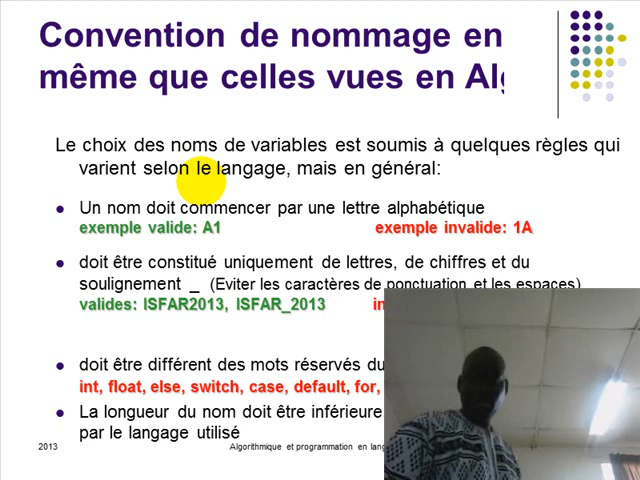 Convention de nommage en
même que celles vues en
Le choix des noms de variables est soumis à quelques règles qui
varient selon le langage, mais en général:
Un nom doit commencer par une lettre alphabétique
exemple valide: A1 exemple invalide: 1A
doit être constitué uniquement de lettres, de chiffres et du
soulignement _ (Eviter les caractères de ponctuation et les espaces)
valides: ISFAR2013, ISFAR_2013
doit être différent des mots réservés du
int, float, else, switch, case, default, for,
La longueur du nom doit être inférieure
par le langage utilisé
2013 Algorithmique et programmation en